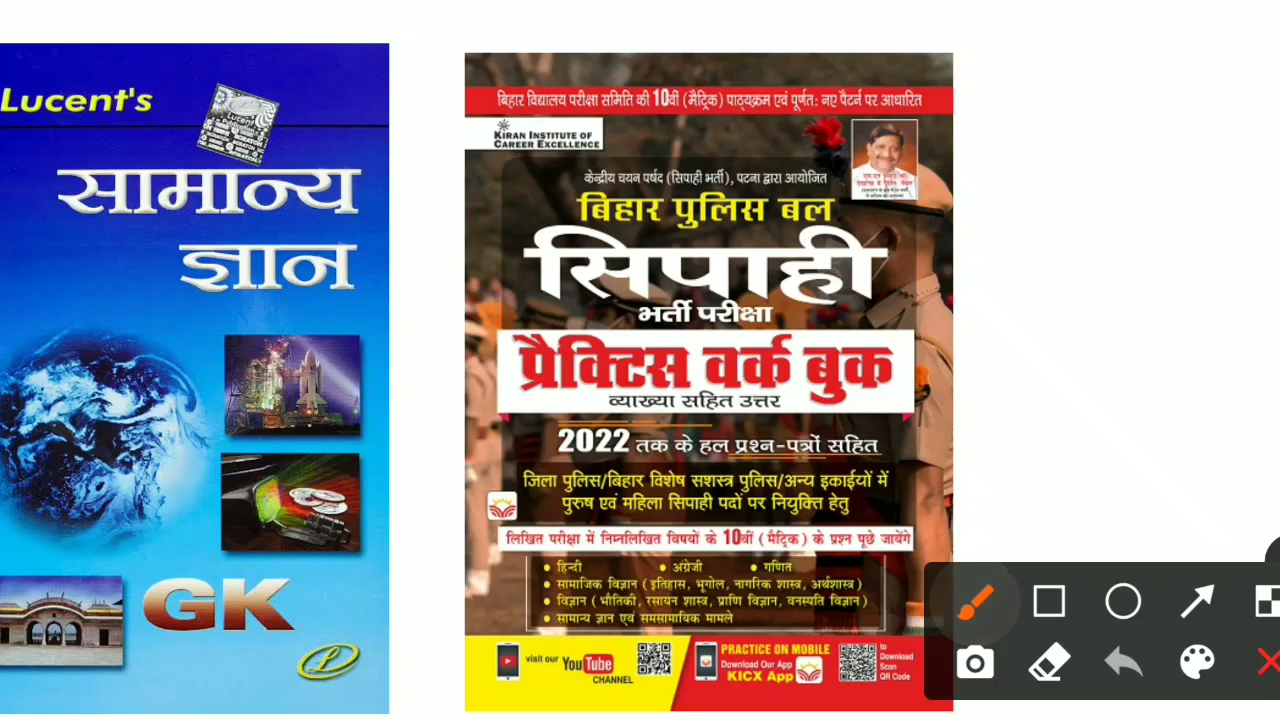 Lucent's
सामान्य
ज्ञान
GK
बिहार विद्यालय परीक्षा समिति की 10वीं (मैट्रिक) पाठ्यक्रम एवं पूर्णत: नए पैटर्न पर आधारित
KIRAN INSTITUTE OF
CAREER EXCELLENCE
केन्द्रीय चयन पर्षद (सिपाही भर्ती), पटना द्वारा आयोजित
बिहार पुलिस बल
सिपाही
भर्ती परीक्षा
प्रैक्टिस वर्क बुक
व्याख्या सहित उत्तर
2022 तक के हल प्रश्न-पत्रों सहित
जिला पुलिस/बिहार विशेष सशस्त्र पुलिस/अन्य इकाईयों में
पुरुष एवं महिला सिपाही पदों पर नियुक्ति हेतु
लिखित परीक्षा में निम्नलिखित विषयों के 10वीं (मैट्रिक) के प्रश्न पूछे जायेंगे
• हिन्दी • अंग्रेजी • गणित
• सामाजिक विज्ञान (इतिहास, भूगोल, नागरिक शास्त्र, अर्थशास्त्र)
• विज्ञान (भौतिकी, रसायन शास्त्र, प्राणि विज्ञान, वनस्पति विज्ञान)
• सामान्य ज्ञान एवं समसामायिक मामले
visit our YouTube
CHANNEL
PRACTICE ON MOBILE
Download Our App
KICX App
to
Download
Scan
QR Code